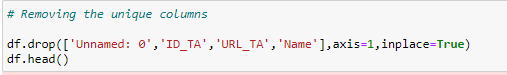 # Removing the unique columns
df.drop(['Unnamed: 0','ID_TA','URL_TA','Name'],axis=1,inplace=True)
df.head()